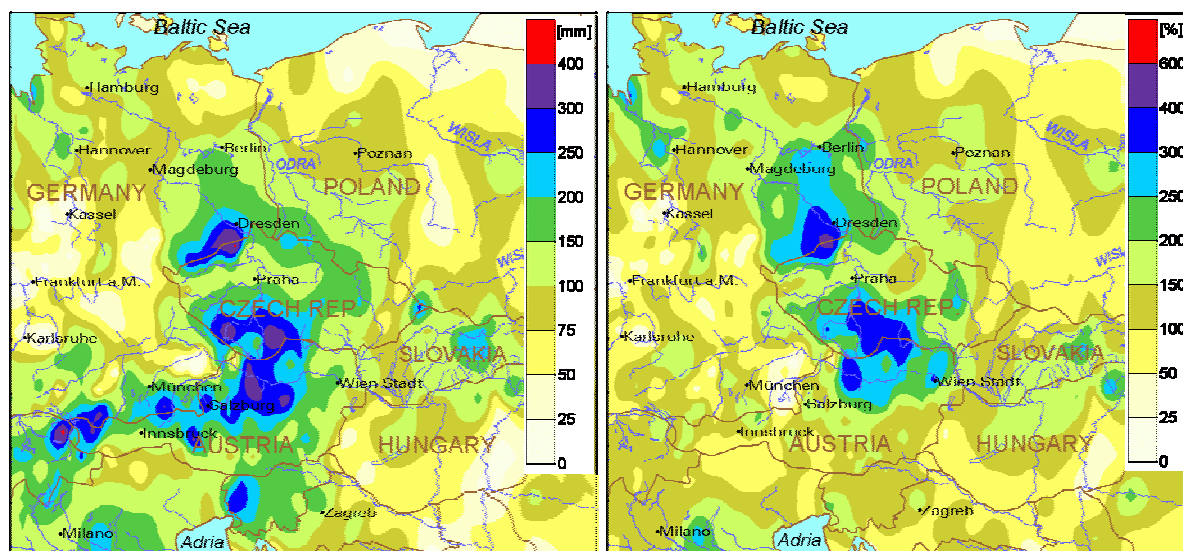 Baltic Sea
[mm]
400
300
250
200
150
100
75
50
25
0
Hamburg
Hannover
Berlin
Magdeburg
ODRA
Poznan
WISLA
GERMANY
POLAND
Kassel
Dresden
WISL
Frankfurt a.M.
Praha
CZECH REP.
Karlsruhe
SLOVAKIA
München
Wien Stadt
Salzburg
Innsbruck
AUSTRIA
HUNGARY
Zagreb
Milano
Adria
Baltic Sea
[%]
600
400
300
250
200
150
100
50
25
0
Hamburg
Hannover
Berlin
Magdeburg
ODRA
Poznan
WISLA
GERMANY
POLAND
Kassel
Dresden
WISL
Frankfurt a.M.
Praha
CZECH REP.
Karlsruhe
SLOVAKIA
München
Wien Stadt
Salzburg
Innsbruck
AUSTRIA
HUNGARY
Zagreb
Milano
Adria